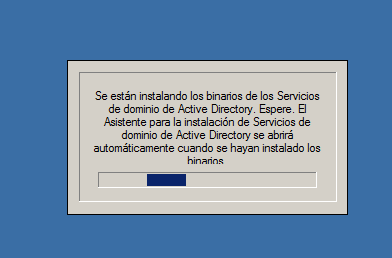 Se están instalando los binarios de los Servicios
de dominio de Active Directory. Espere. El
Asistente para la instalación de Servicios de
dominio de Active Directory se abrirá
automáticamente cuando se hayan instalado los
binarios